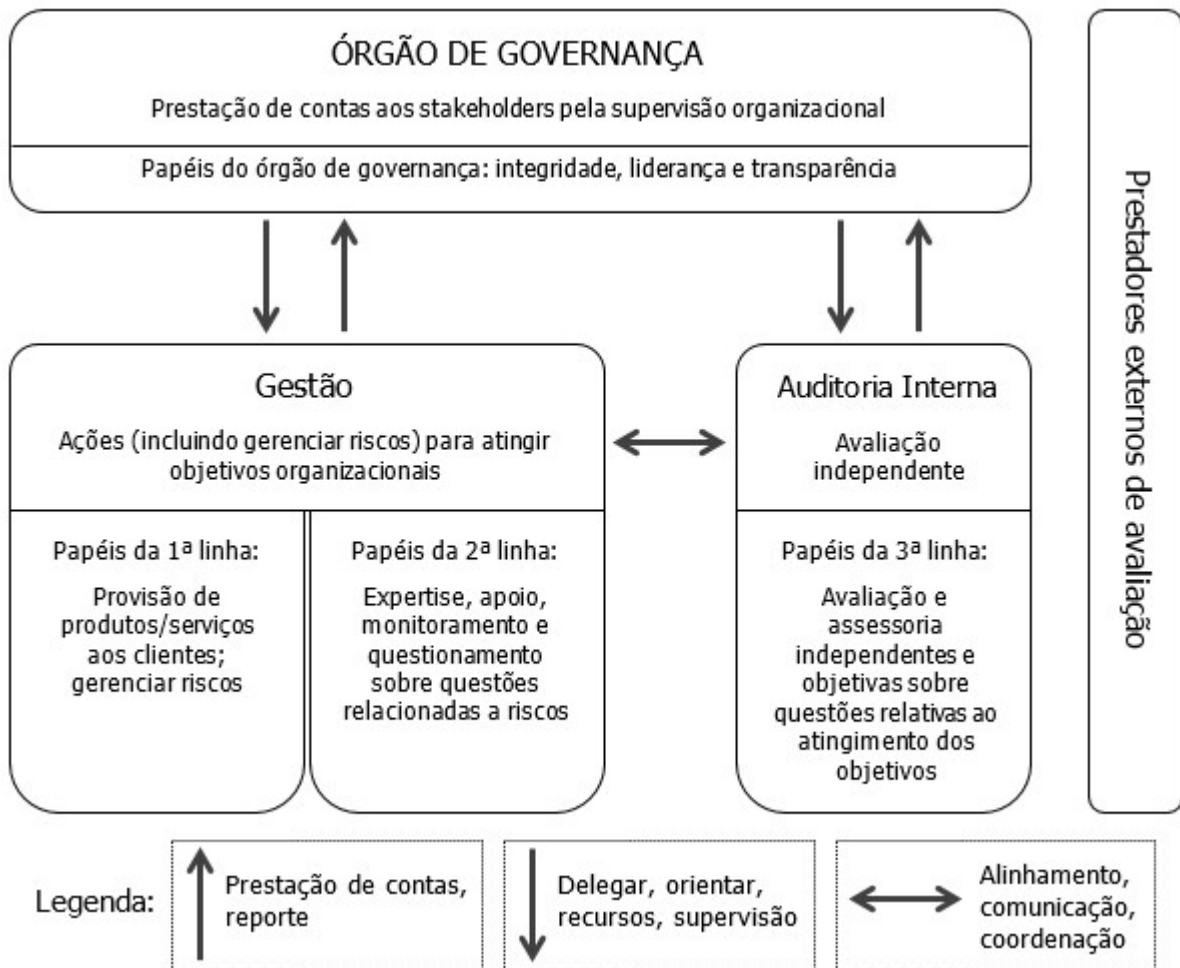 ÓRGÃO DE GOVERNANÇA
Prestação de contas aos stakeholders pela supervisão organizacional
Papéis do órgão de governança: integridade, liderança e transparência
Gestão
Ações (incluindo gerenciar riscos) para atingir
objetivos organizacionais
Papéis da 1ª linha:
Provisão de
produtos/serviços
aos clientes;
gerenciar riscos
Papéis da 2ª linha:
Expertise, apoio,
monitoramento e
questionamento
sobre questões
relacionadas a riscos
Auditoria Interna
Avaliação
independente
Papéis da 3ª linha:
Avaliação e
assessoria
independentes e
objetivas sobre
questões relativas ao
atingimento dos
objetivos
Prestadores externos de avaliação
Legenda:
Prestação de contas,
reporte
Delegar, orientar,
recursos, supervisão
Alinhamento,
comunicação,
coordenação